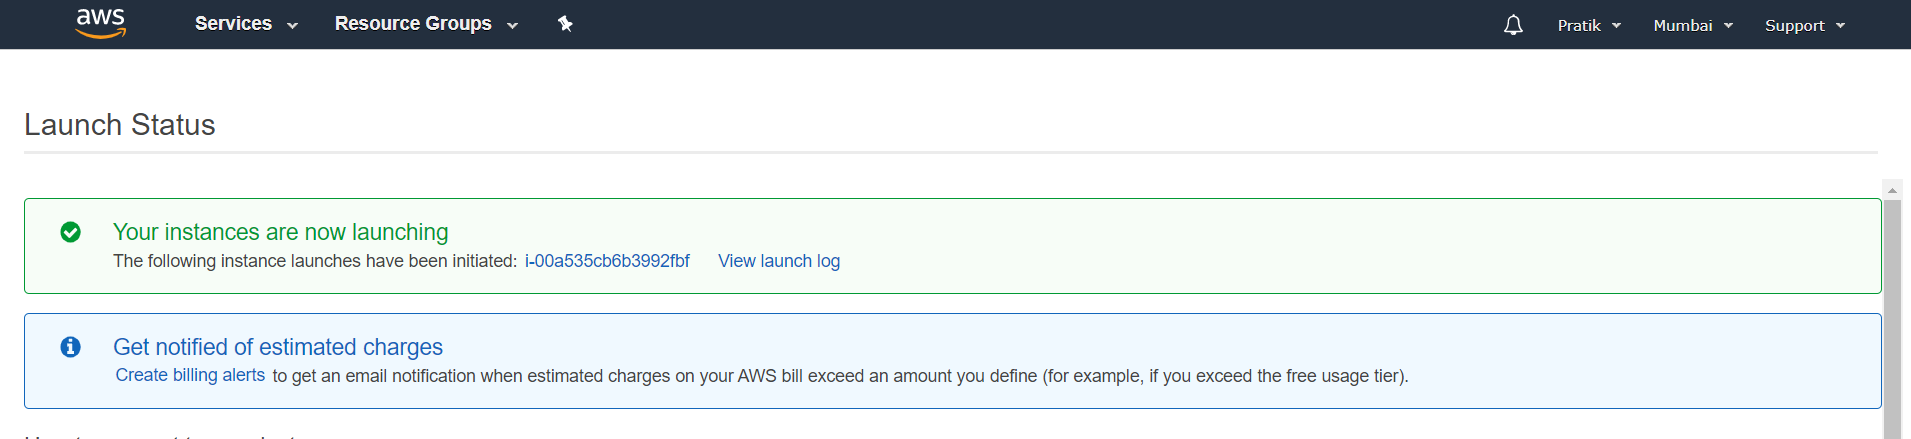 aws Services Resource Groups Pratik Mumbai Support
Launch Status
Your instances are now launching
The following instance launches have been initiated: i-00a535cb6b3992fbf View launch log
Get notified of estimated charges
Create billing alerts to get an email notification when estimated charges on your AWS bill exceed an amount you define (for example, if you exceed the free usage tier).